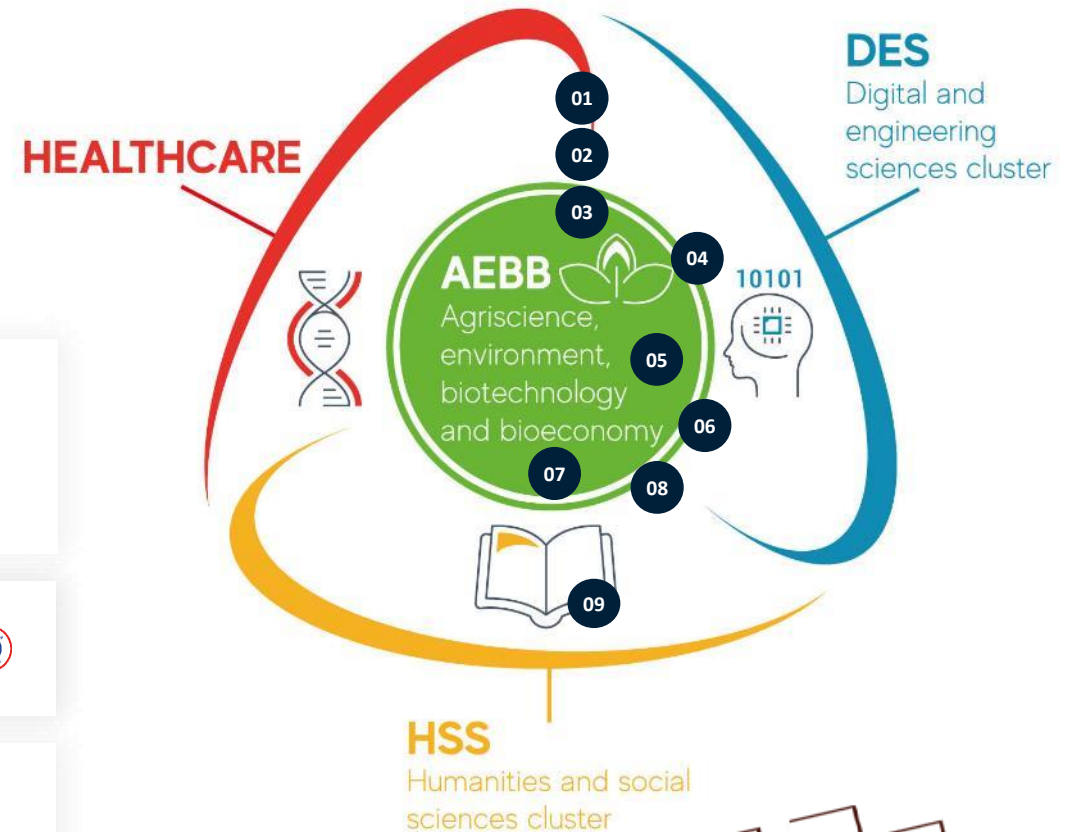 DES
Digital and
engineering
sciences cluster
HEALTHCARE
01
02
03
04
AEBB
10101
Agriscience,
environment,
biotechnology
and bioeconomy
05
06
07
08
09
HSS
Humanities and social
sciences cluster